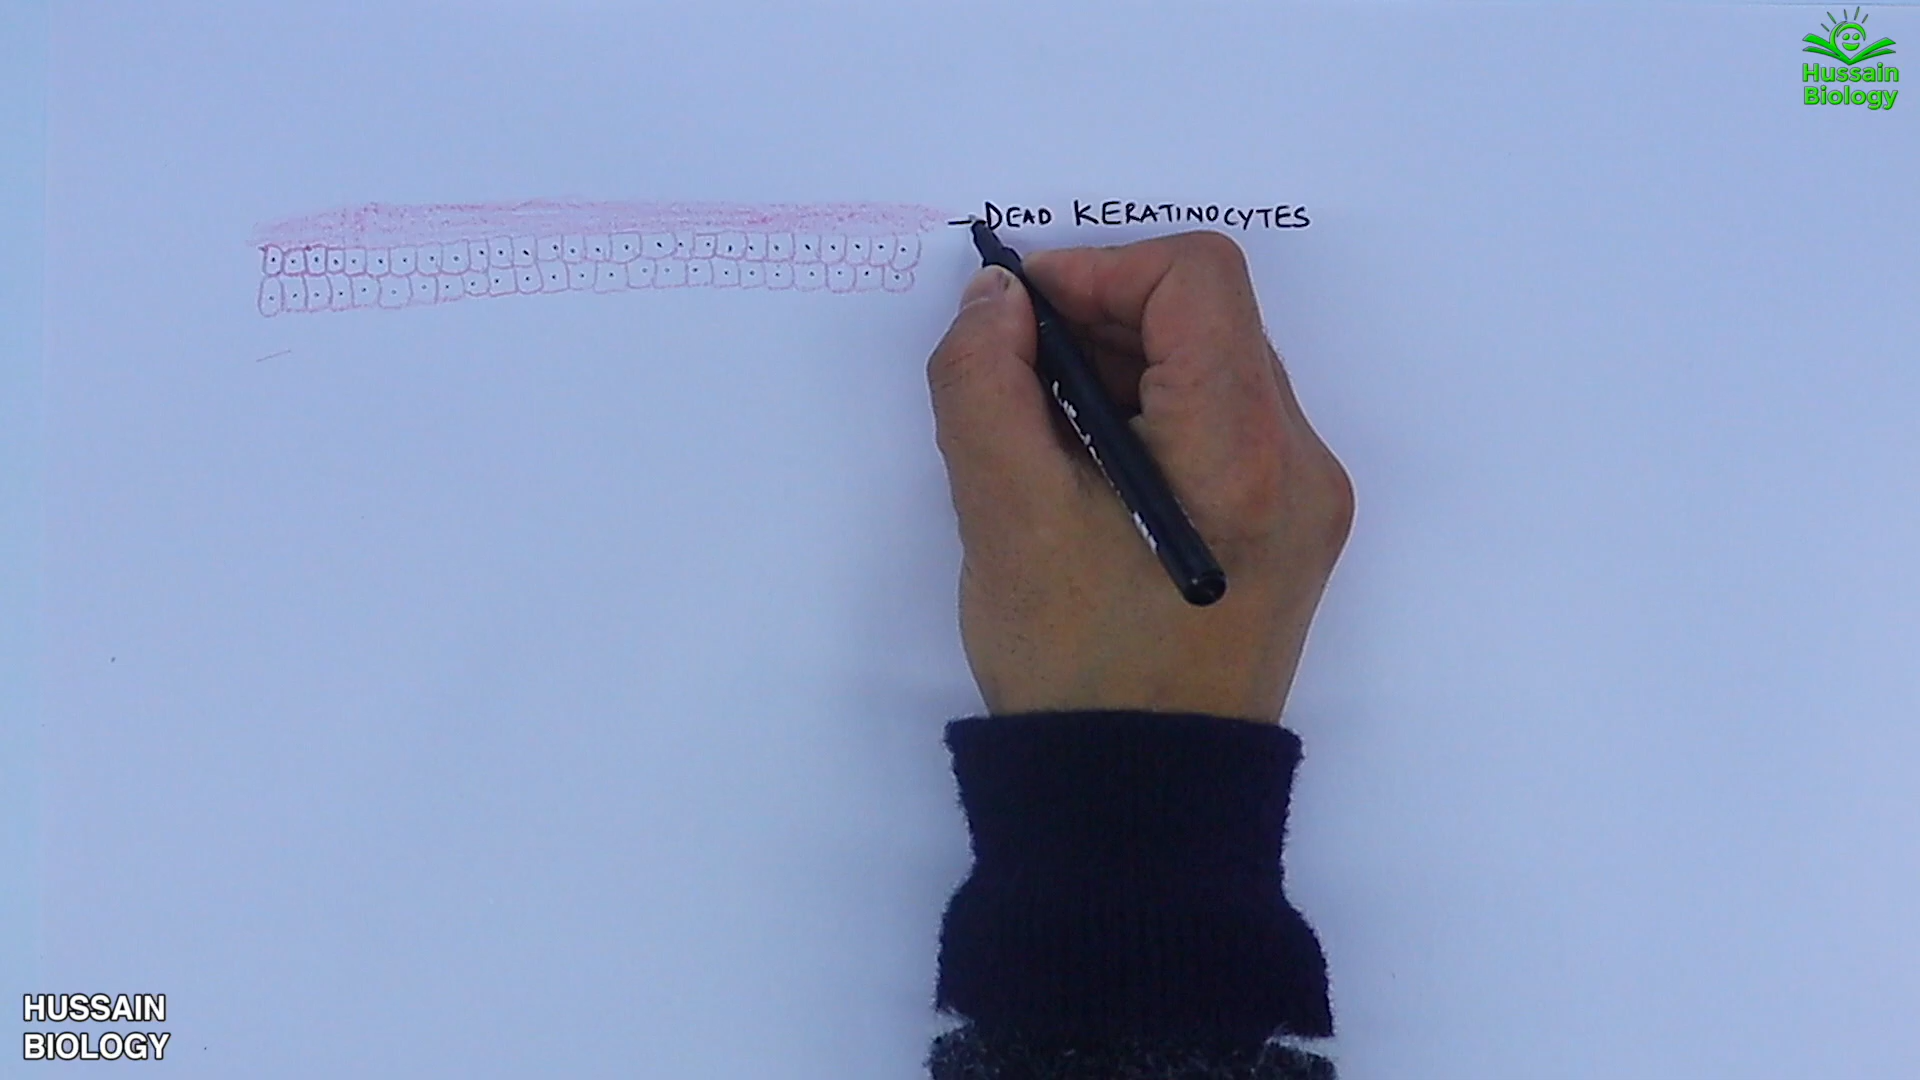 Hussain
Biology
DEAD KERATINOCYTES
HUSSAIN
BIOLOGY